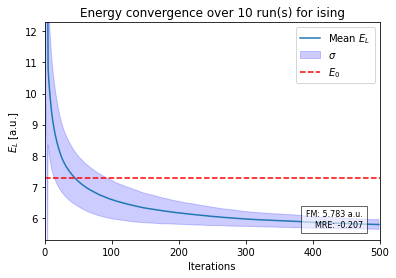 Energy convergence over 10 run(s) for ising
12
11
10
9
8
7
6
E_L [a.u.]
Mean E_L
σ
E_0
FM: 5.783 a.u.
MRE: -0.207
0
100
200
300
400
500
Iterations